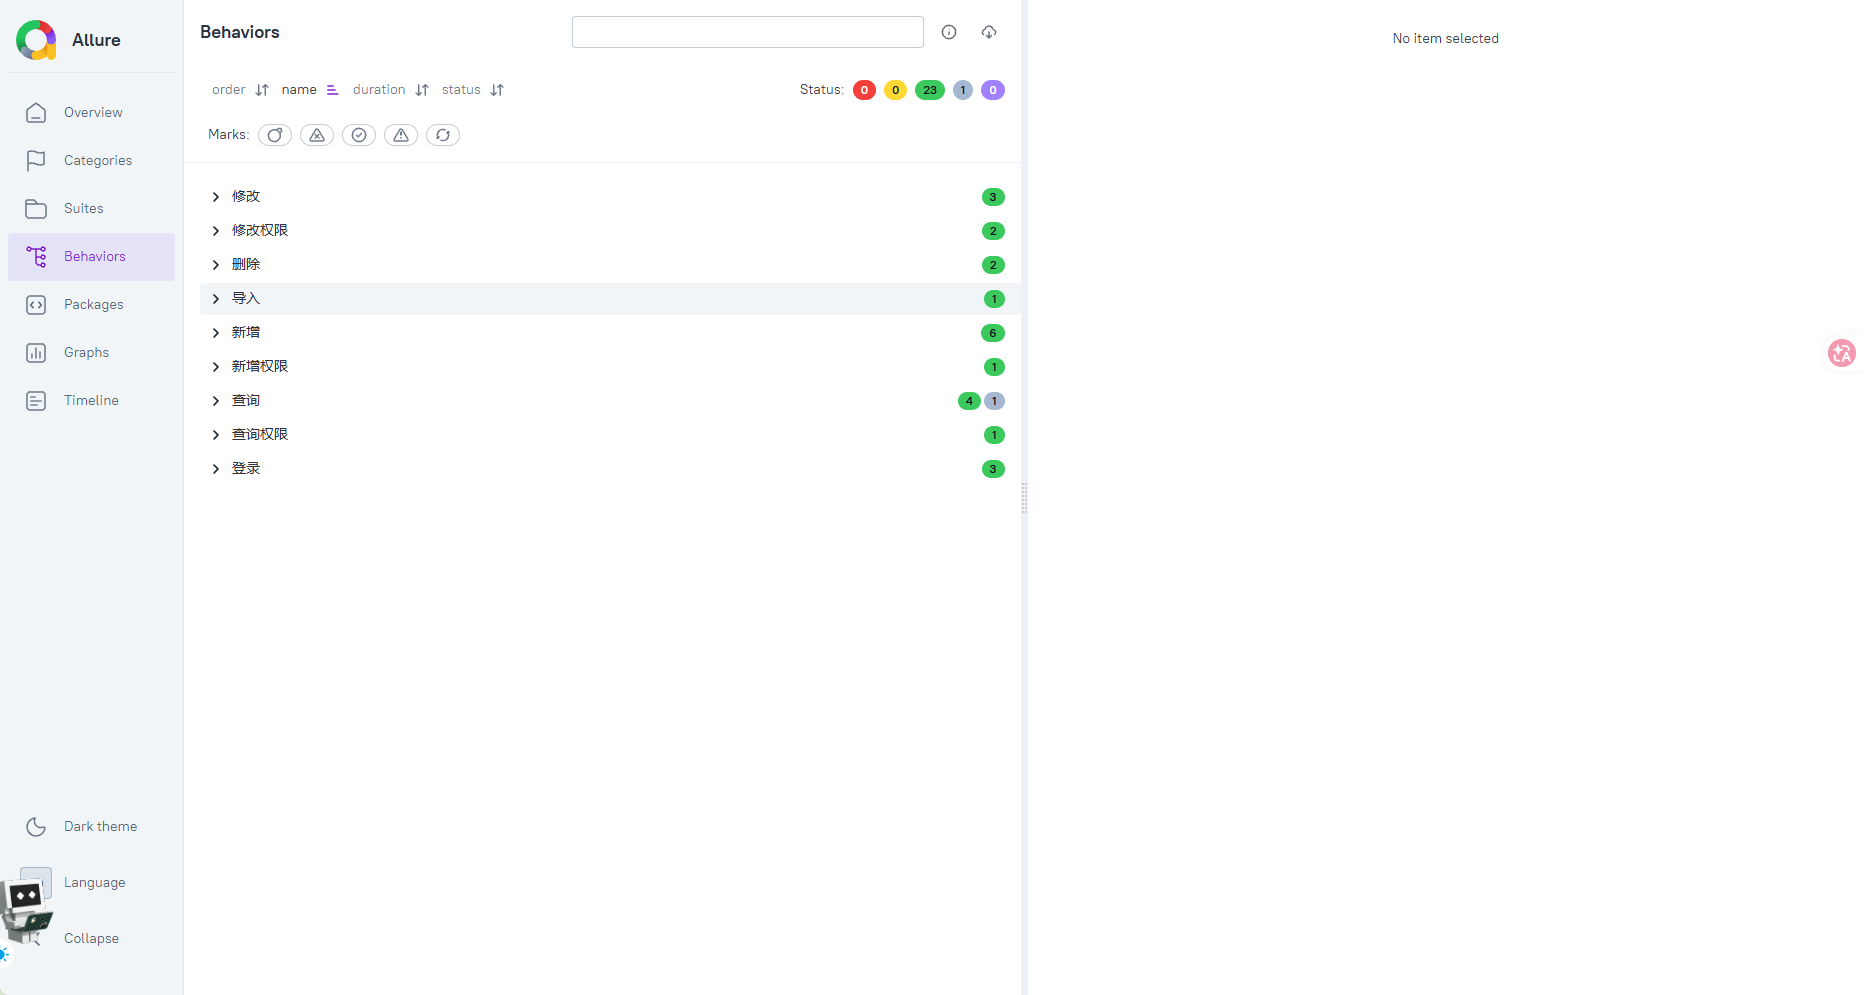 Allure
Overview
Categories
Suites
Behaviors
Packages
Graphs
Timeline
Dark theme
Language
Collapse
Behaviors
order name duration status
Status: 0 0 23 1 0
Marks:
修改 3
修改权限 2
删除 2
导入 1
新增 6
新增权限 1
查询 4 1
查询权限 1
登录 3
No item selected